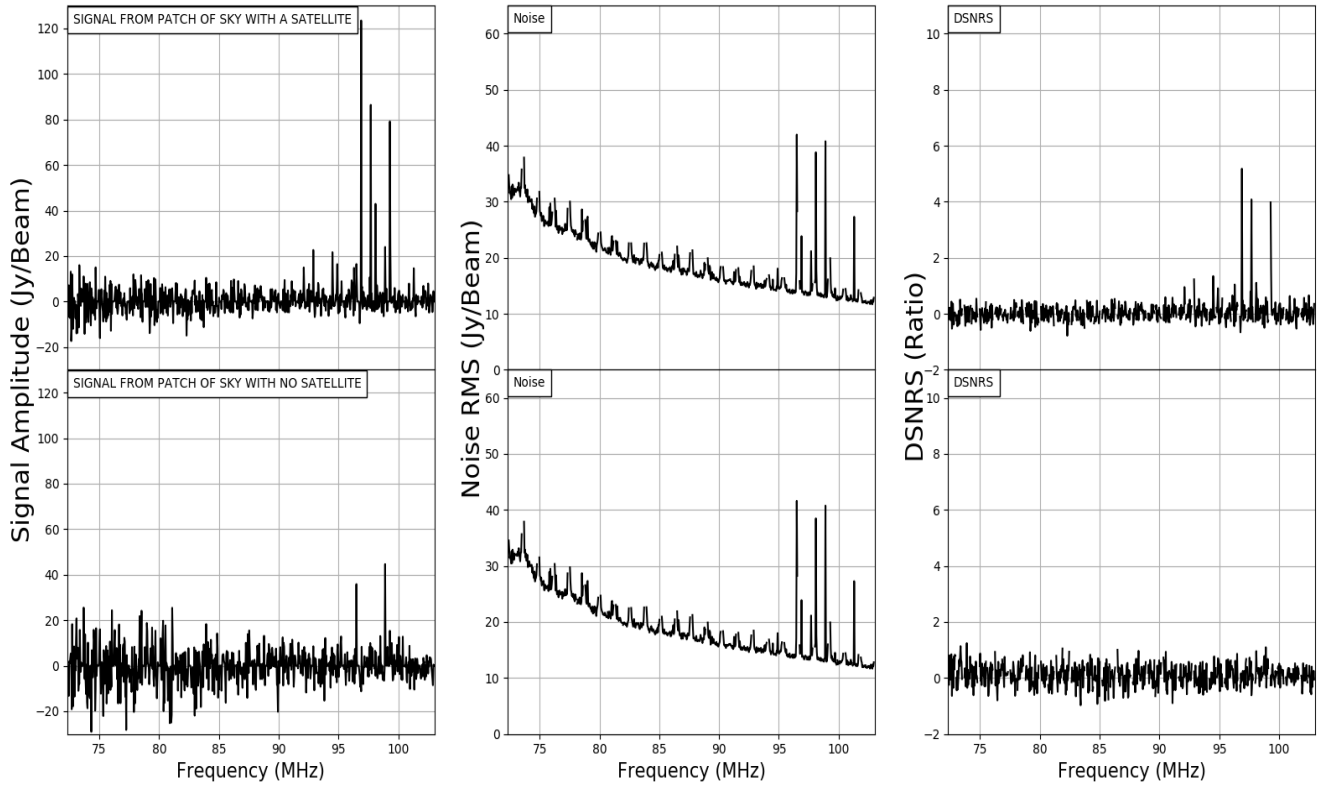 SIGNAL FROM PATCH OF SKY WITH A SATELLITE
Noise
DSNRS
120
100
80
60
40
20
0
−20
60
50
40
30
20
10
0
10
8
6
4
2
0
−2
SIGNAL FROM PATCH OF SKY WITH NO SATELLITE
Noise
DSNRS
120
100
80
60
40
20
0
−20
60
50
40
30
20
10
0
10
8
6
4
2
0
−2
75 80 85 90 95 100
75 80 85 90 95 100
75 80 85 90 95 100
Frequency (MHz)
Frequency (MHz)
Frequency (MHz)
Signal Amplitude (Jy/Beam)
Noise RMS (Jy/Beam)
DSNRS (Ratio)